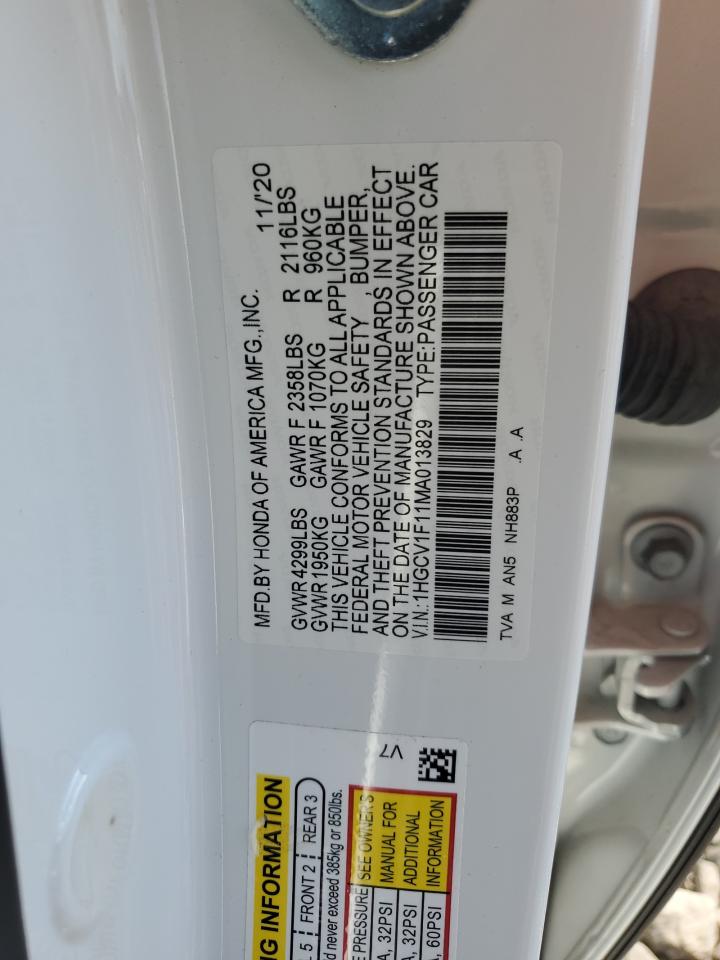 MFD.BY HONDA OF AMERICA MFG.,INC. 11/'20
GVWR 4299LBS GAWR F 2358LBS R 2116LBS
GVWR 1950KG GAWR F 1070KG R 960KG
THIS VEHICLE CONFORMS TO ALL APPLICABLE
FEDERAL MOTOR VEHICLE SAFETY , BUMPER,
AND THEFT PREVENTION STANDARDS IN EFFECT
ON THE DATE OF MANUFACTURE SHOWN ABOVE.
V.I.N.:1HGCV1F11MA013829 TYPE:PASSENGER CAR
TVA M AN5 NH883P .A .A
INFORMATION
5 FRONT 2 REAR 3
never exceed 385kg or 850lbs.
V7
PRESSURE SEE OWNER'S
32PSI MANUAL FOR
32PSI ADDITIONAL
60PSI INFORMATION